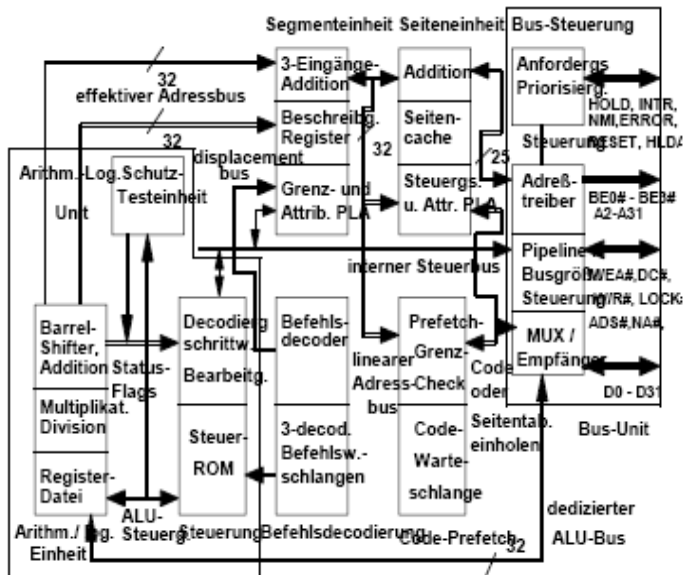 Segmenteinheit
Seiteneinheit
Bus-Steuerung
3-Eingänge-
Addition
Addition
Anfordergs
Priorisierg.
32
effektiver Adressbus
HOLD, INTR,
NMI,ERROR,
RESET, HLDA
Beschreibg.
Register
Seiten-
cache
Steuerung
32
32
25
displacement
bus
Arithm.-Log.
Unit
Schutz-
Testeinheit
Grenz- und
Attrib. PLA
Steuergs.
u. Attr. PLA
Adreß-
treiber
BE0# - BE3#
A2-A31
interner Steuerbus
Pipeline
Busgröß
Steuerung
WEA#,DC#,
W/R#, LOCK#
ADS#,NA#,
Barrel-
Shifter,
Addition
Status-
Flags
Decodierg
schrittw.
Bearbeitg.
Befehls-
decoder
linearer
Adress-
bus
Prefetch-
Grenz-
Check
Code
oder
Seitentab.
einholen
MUX /
Empfänger
D0 - D31
Bus-Unit
Multiplikat.
Division
Steuer-
ROM
3-decod.
Befehlsw.-
schlangen
Code-
Warte-
schlange
Register-
Datei
Arithm./ log.
Einheit
ALU-
Steuerg.
Steuerung
Befehlsdecodierung
Code-Prefetch
32
dedizierter
ALU-Bus